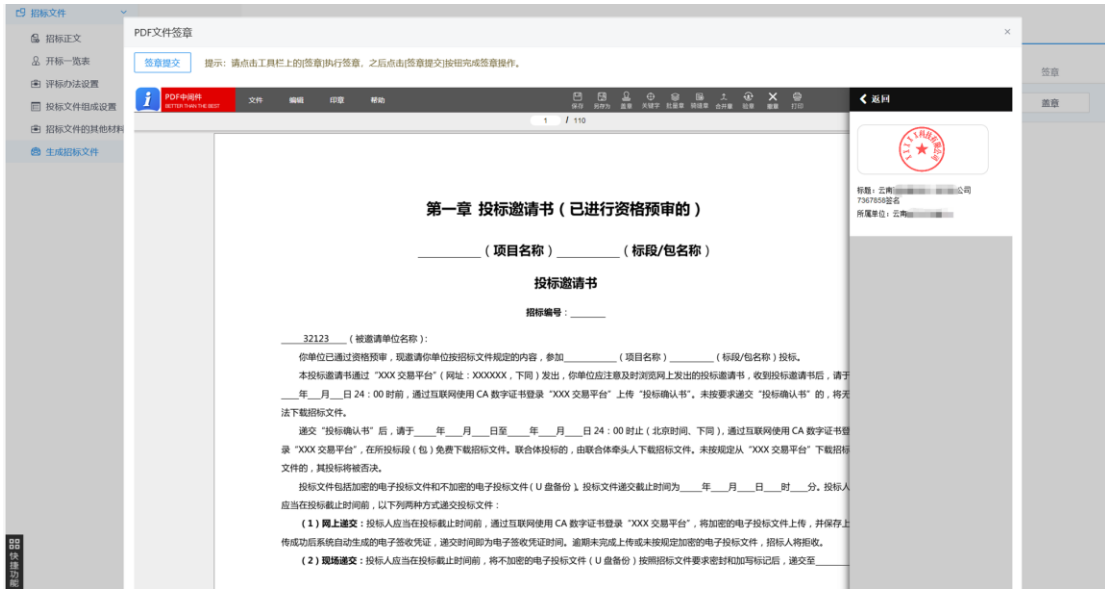 招标文件
招标正文
开标一览表
评标办法设置
投标文件组成设置
招标文件的其他材料
生成招标文件
快捷功能
PDF文件签章
×
签章提交
提示：请点击工具栏上的[签章]执行签章，之后点击[签章提交]按钮完成签章操作。
PDF中间件
BETTER THAN THE BEST
文件 编辑 印章 帮助
保存 另存为 盖章 关键字 批量章 骑缝章 合并章 验章 撤章 打印
1 / 110
第一章 投标邀请书（已进行资格预审的）
（项目名称） （标段/包名称）
投标邀请书
招标编号：
32123 （被邀请单位名称）：
你单位已通过资格预审，现邀请你单位按招标文件规定的内容，参加 （项目名称） （标段/包名称）投标。
本投标邀请书通过“XXX 交易平台”（网址：XXXXXX，下同）发出，你单位应注意及时浏览网上发出的投标邀请书，收到投标邀请书后，请于
年 月 日 24：00 时前，通过互联网使用 CA 数字证书登录“XXX 交易平台”上传“投标确认书”。未按要求递交“投标确认书”的，将无
法下载招标文件。
递交“投标确认书”后，请于 年 月 日至 年 月 日 24：00 时止（北京时间、下同），通过互联网使用 CA 数字证书登
录“XXX 交易平台”，在所投标段（包）免费下载招标文件。联合体投标的，由联合体牵头人下载招标文件。未按规定从“XXX 交易平台”下载招标
文件的，其投标将被否决。
投标文件包括加密的电子投标文件和不加密的电子投标文件（U 盘备份）。投标文件递交截止时间为 年 月 日 时 分。投标人
应当在投标截止时间前，以下列两种方式递交投标文件：
（1）网上递交：投标人应当在投标截止时间前，通过互联网使用 CA 数字证书登录“XXX 交易平台”，将加密的电子投标文件上传，并保存上
传成功后系统自动生成的电子签收凭证，递交时间即为电子签收凭证时间。逾期未完成上传或未按规定加密的电子投标文件，招标人将拒收。
（2）现场递交：投标人应当在投标截止时间前，将不加密的电子投标文件（U 盘备份）按照招标文件要求密封和加写标记后，递交至
返回
11111科技有限公司
标题：云南 公司
7367858签名
所属单位：云南
签章
盖章